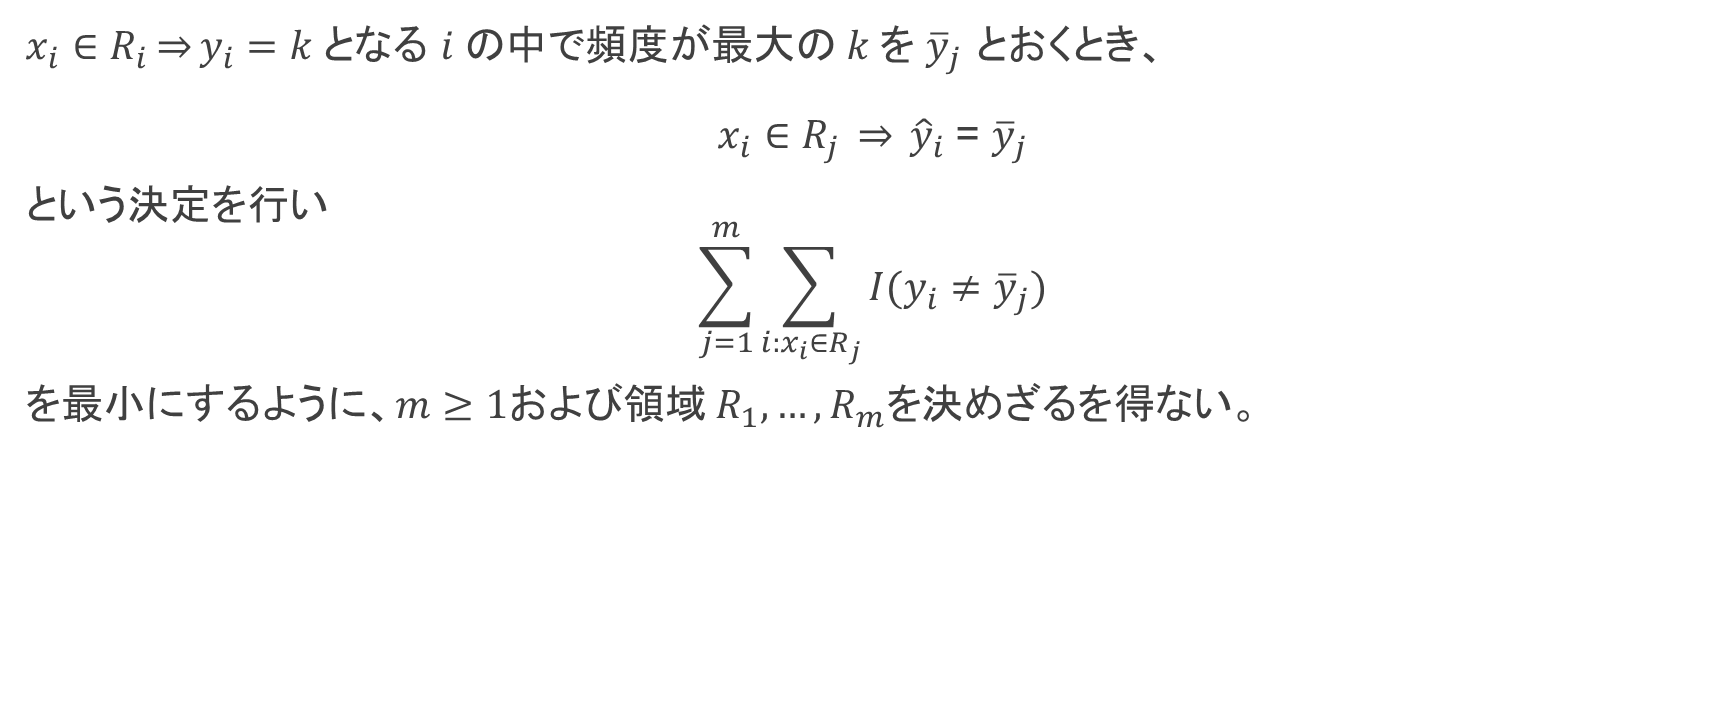 xᵢ ∈ Rᵢ ⇒ yᵢ = k となる i の中で頻度が最大の k を ȳⱼ とおくとき、
xᵢ ∈ Rⱼ ⇒ ŷᵢ = ȳⱼ
という決定を行い
∑_{j=1}^{m} ∑_{i:xᵢ∈Rⱼ} I(yᵢ ≠ ȳⱼ)
を最小にするように、m ≥ 1および領域 R₁, … , Rₘを決めざるを得ない。